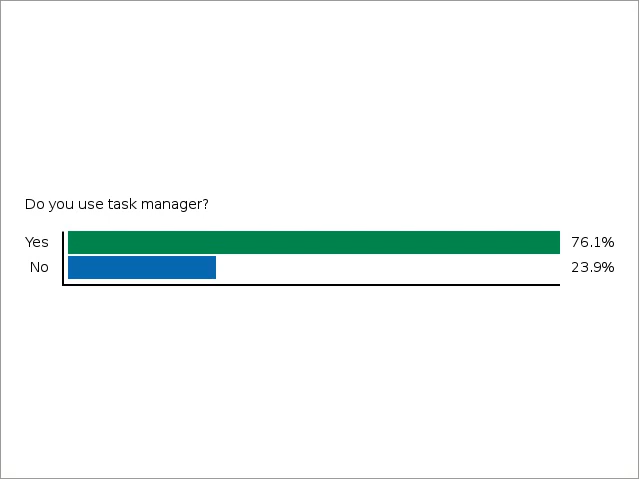 Do you use task manager?
Yes 76.1%
No 23.9%